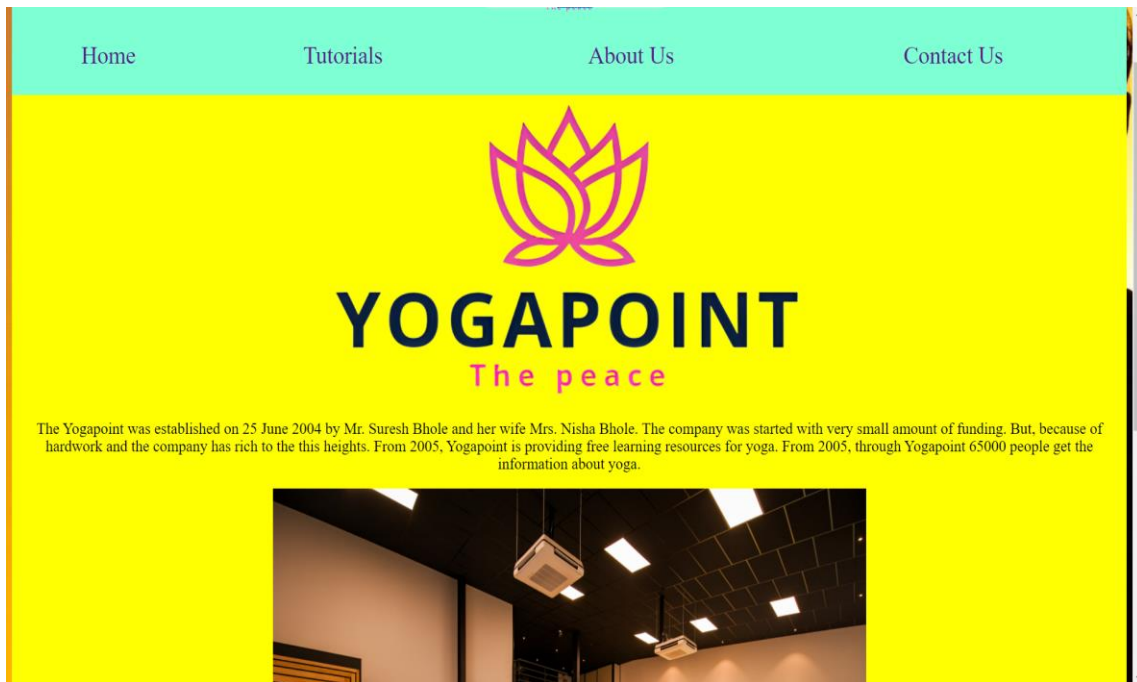 The peace
Home Tutorials About Us Contact Us
YOGAPOINT
The peace
The Yogapoint was established on 25 June 2004 by Mr. Suresh Bhole and her wife Mrs. Nisha Bhole. The company was started with very small amount of funding. But, because of
hardwork and the company has rich to the this heights. From 2005, Yogapoint is providing free learning resources for yoga. From 2005, through Yogapoint 65000 people get the
information about yoga.